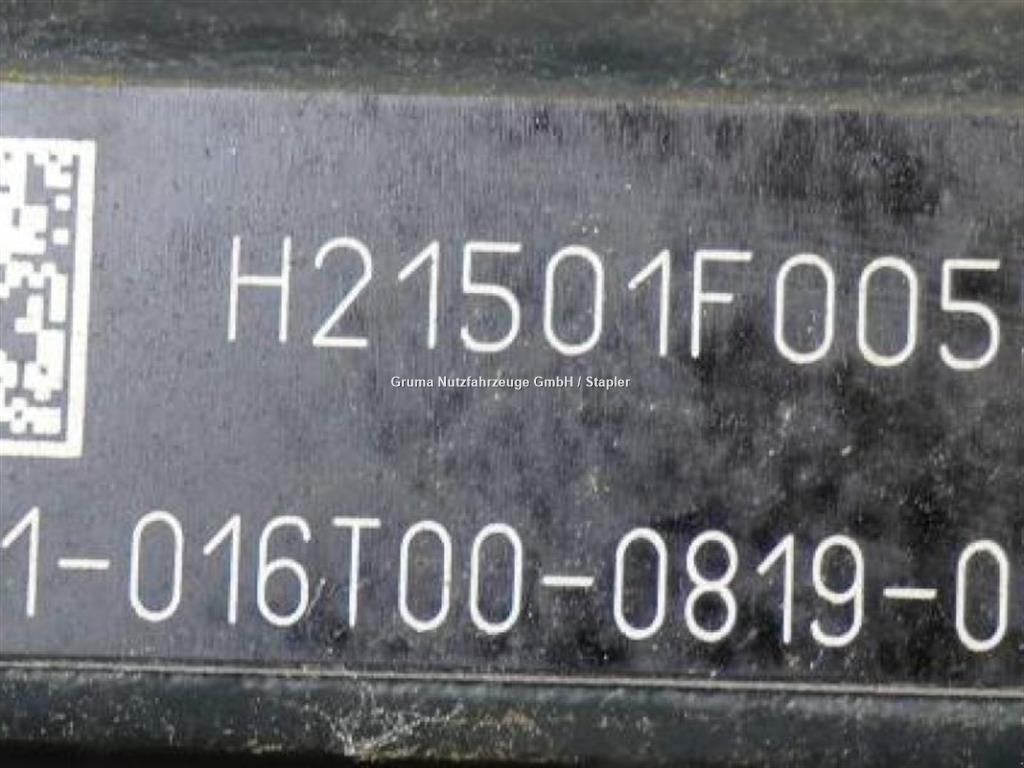 H21501F005
Gruma Nutzfahrzeuge GmbH / Stapler
1-016T00-0819-0